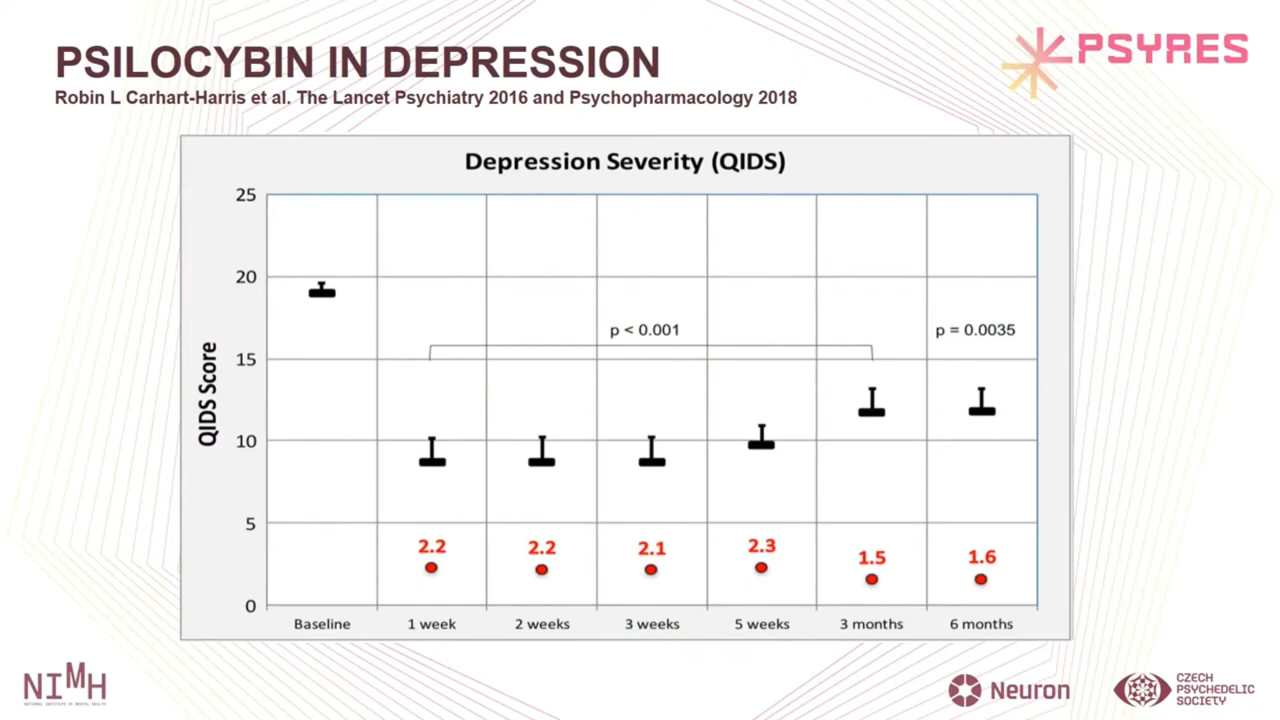 PSILOCYBIN IN DEPRESSION
PSYRES
Robin L Carhart-Harris et al. The Lancet Psychiatry 2016 and Psychopharmacology 2018
Depression Severity (QIDS)
25
20
p < 0.001
p = 0.0035
15
QIDS Score
10
5
2.2
2.2
2.1
2.3
1.5
1.6
0
Baseline
1 week
2 weeks
3 weeks
5 weeks
3 months
6 months
NIMH
NATIONAL INSTITUTE OF MENTAL HEALTH
Neuron
CZECH
PSYCHEDELIC
SOCIETY